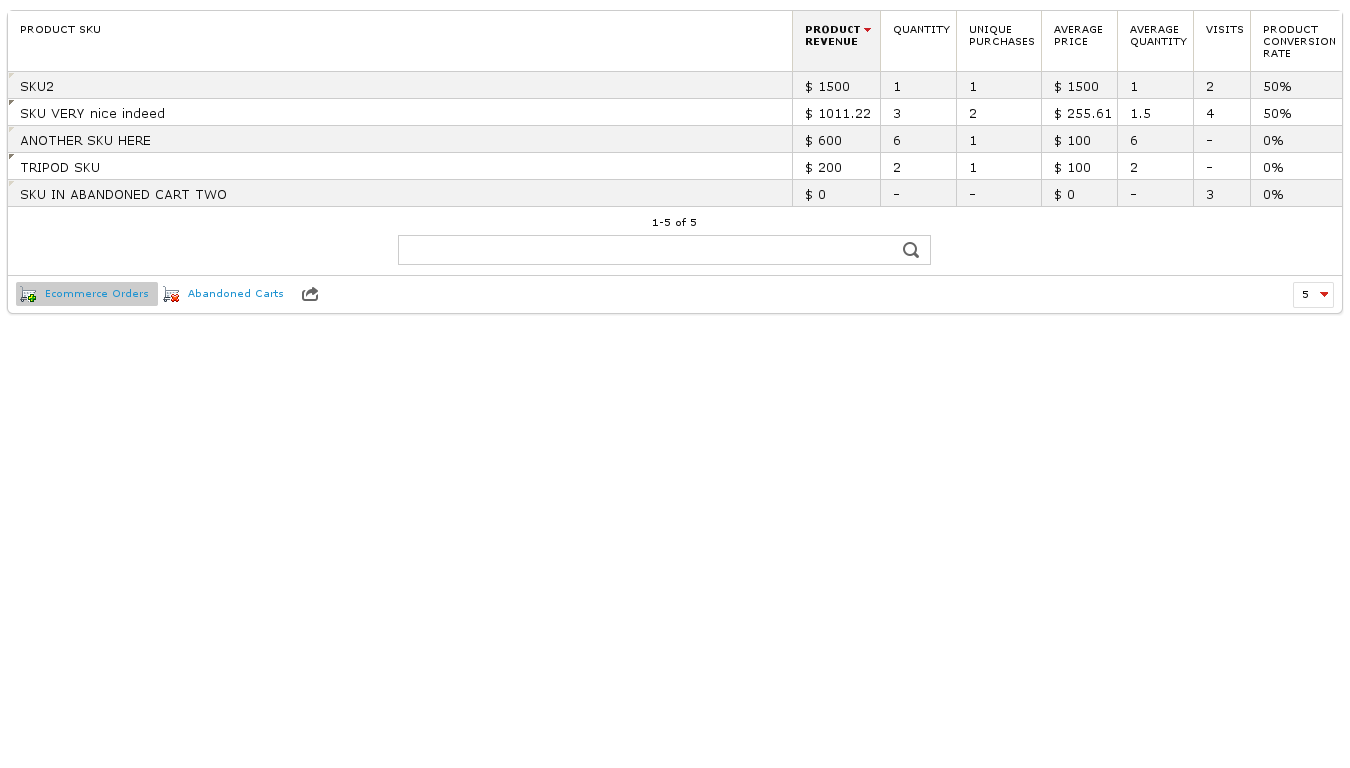 PRODUCT SKU PRODUCT REVENUE QUANTITY UNIQUE PURCHASES AVERAGE PRICE AVERAGE QUANTITY VISITS PRODUCT CONVERSION RATE
SKU2 $ 1500 1 1 $ 1500 1 2 50%
SKU VERY nice indeed $ 1011.22 3 2 $ 255.61 1.5 4 50%
ANOTHER SKU HERE $ 600 6 1 $ 100 6 - 0%
TRIPOD SKU $ 200 2 1 $ 100 2 - 0%
SKU IN ABANDONED CART TWO $ 0 - - $ 0 - 3 0%
1-5 of 5
Ecommerce Orders Abandoned Carts 5